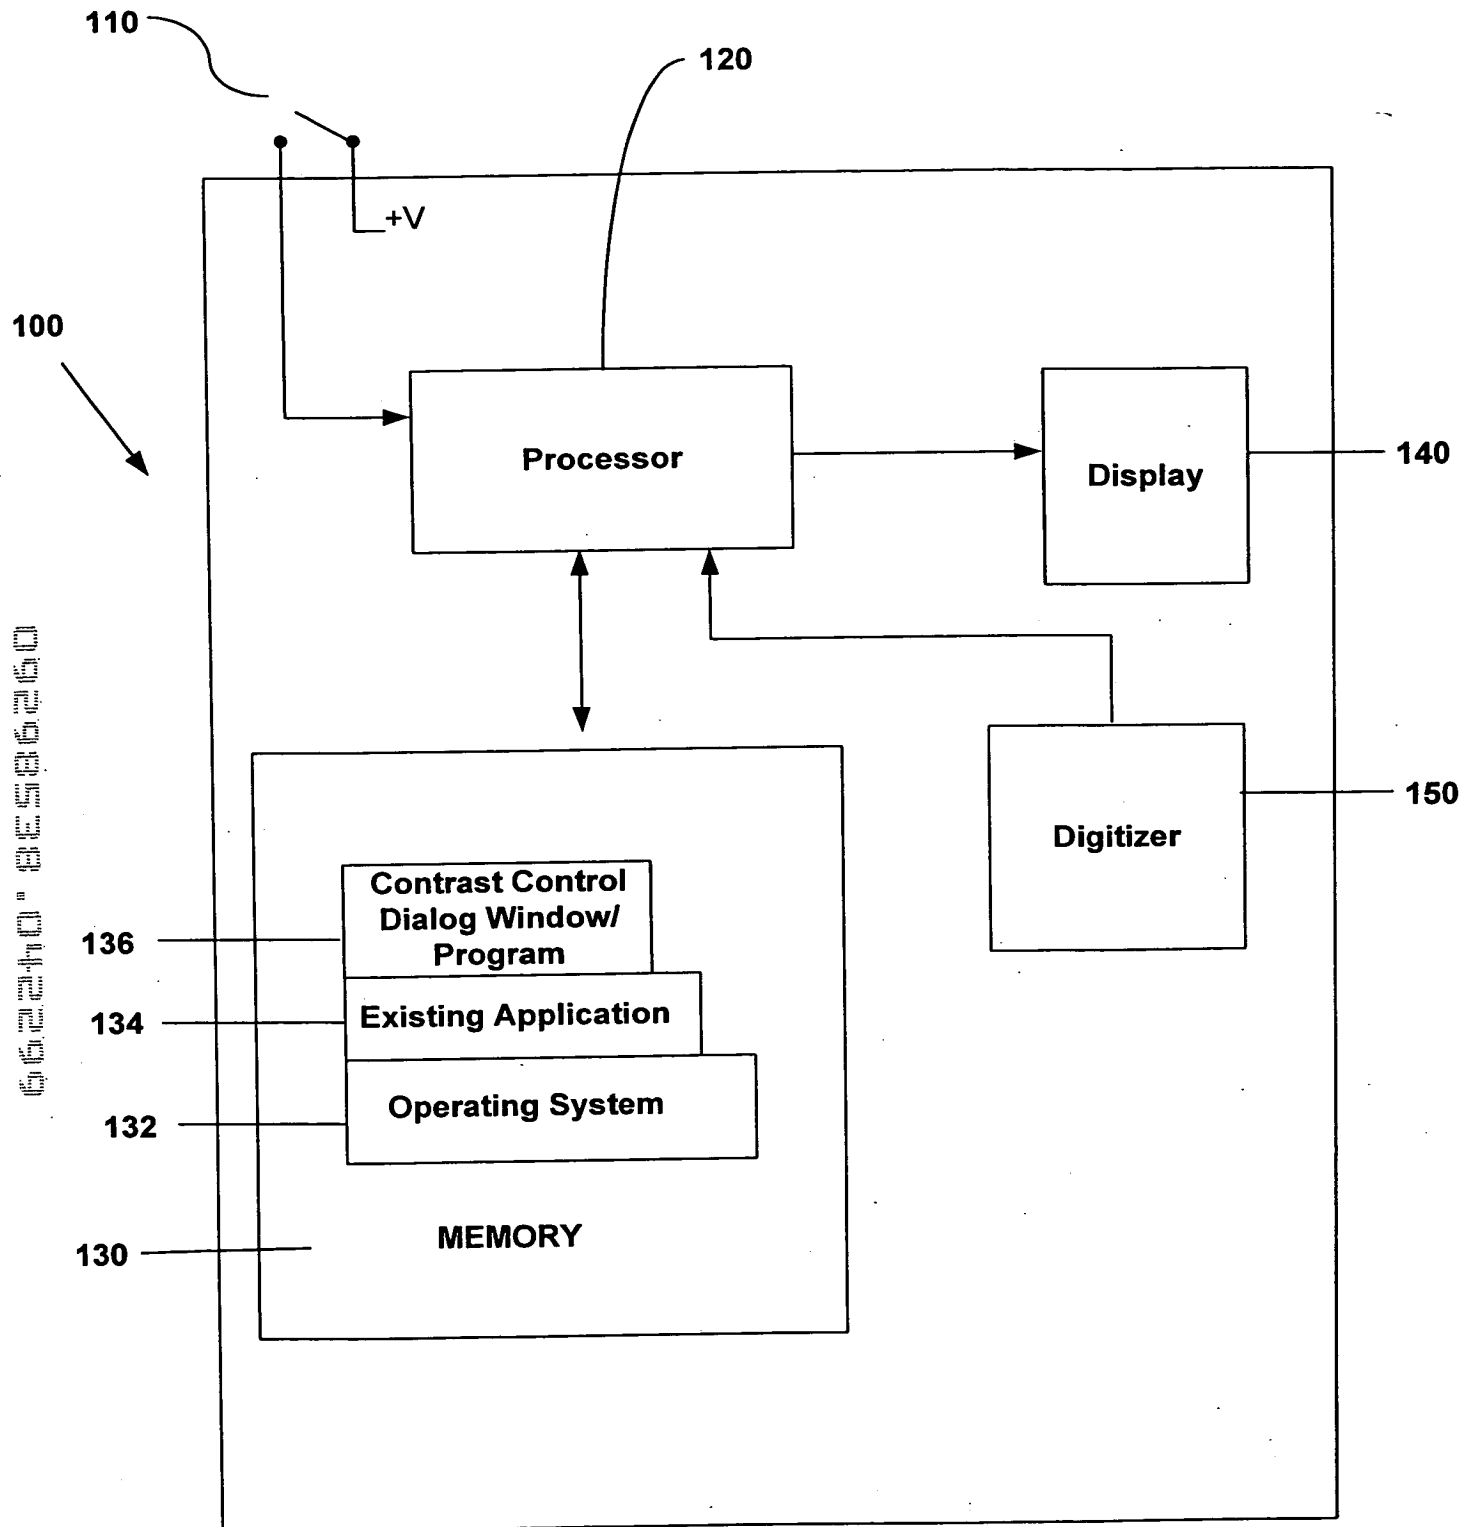 110
120
+V
100
Processor
Display
140
Digitizer
150
Contrast Control
Dialog Window/
Program
136
Existing Application
134
Operating System
132
MEMORY
130
09298538.042299